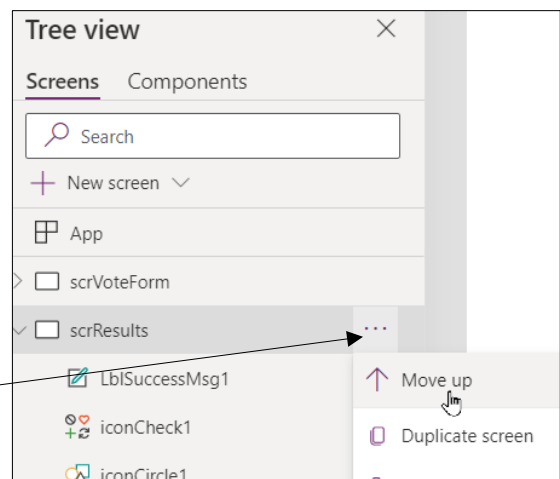 Tree view
Screens Components
Search
New screen
App
scrVoteForm
scrResults
LblSuccessMsg1
Move up
iconCheck1
Duplicate screen
iconCircle1